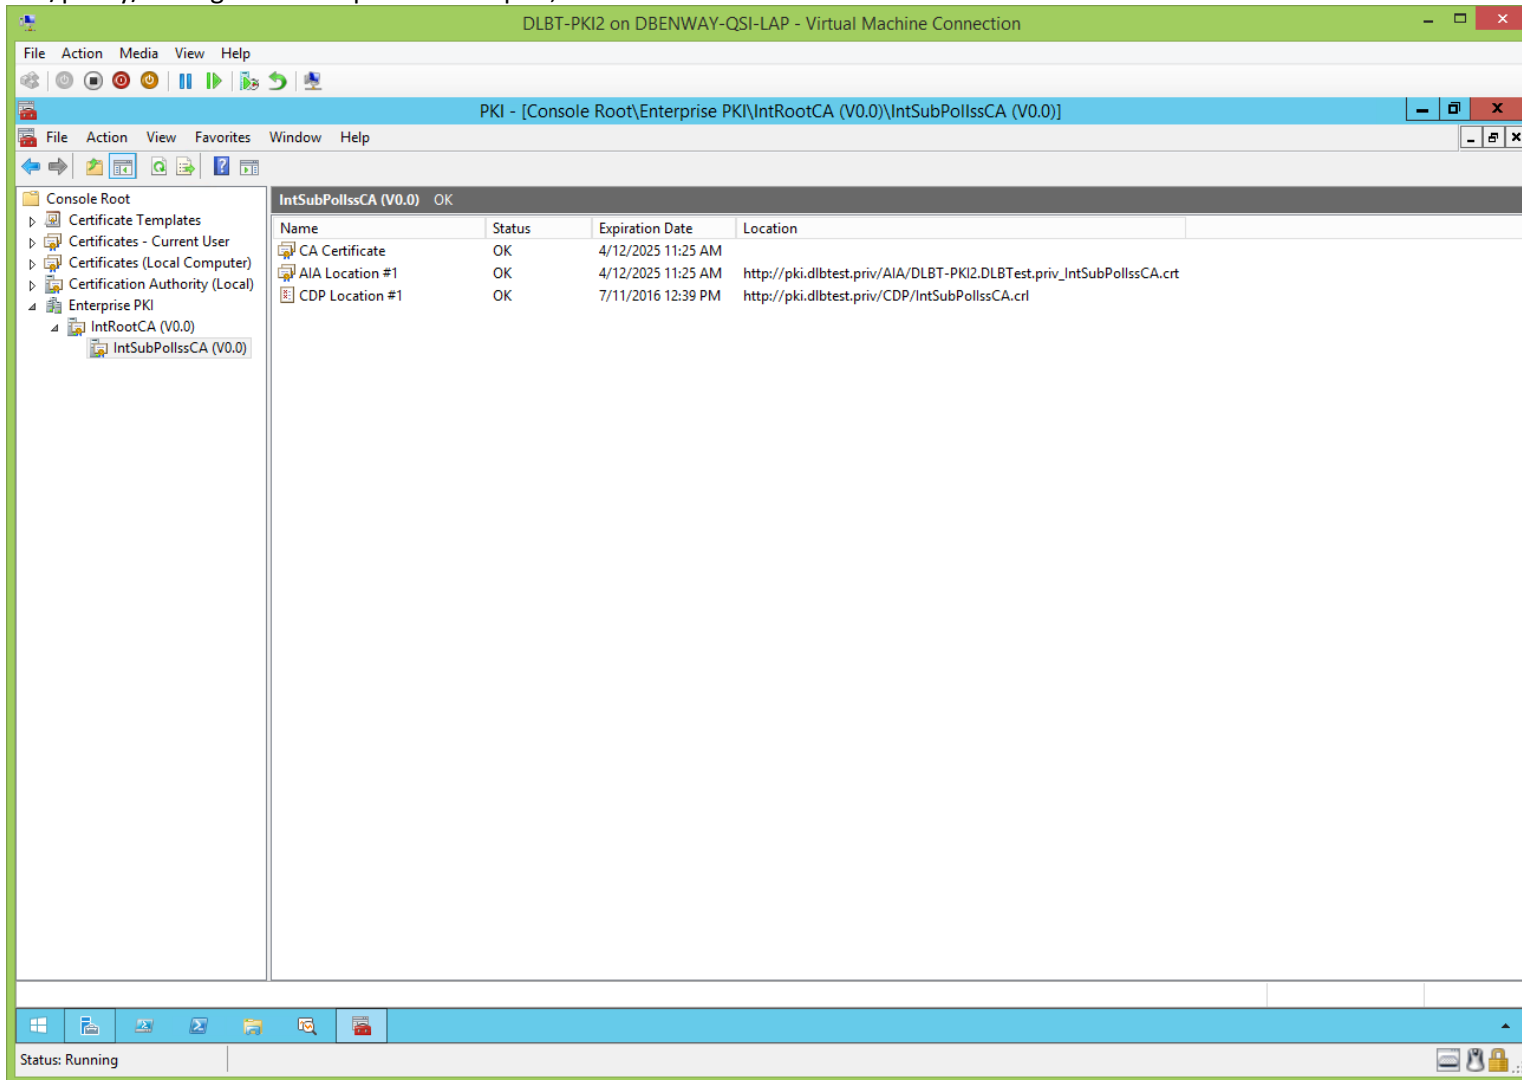 DLBT-PKI2 on DBENWAY-QSI-LAP - Virtual Machine Connection
File Action Media View Help
PKI - [Console Root\Enterprise PKI\IntRootCA (V0.0)\IntSubPolIssCA (V0.0)]
File Action View Favorites Window Help
Console Root
Certificate Templates
Certificates - Current User
Certificates (Local Computer)
Certification Authority (Local)
Enterprise PKI
IntRootCA (V0.0)
IntSubPolIssCA (V0.0)
IntSubPolIssCA (V0.0) OK
Name Status Expiration Date Location
CA Certificate OK 4/12/2025 11:25 AM
AIA Location #1 OK 4/12/2025 11:25 AM http://pki.dlbtest.priv/AIA/DLBT-PKI2.DLBTest.priv_IntSubPolIssCA.crt
CDP Location #1 OK 7/11/2016 12:39 PM http://pki.dlbtest.priv/CDP/IntSubPolIssCA.crl
Status: Running